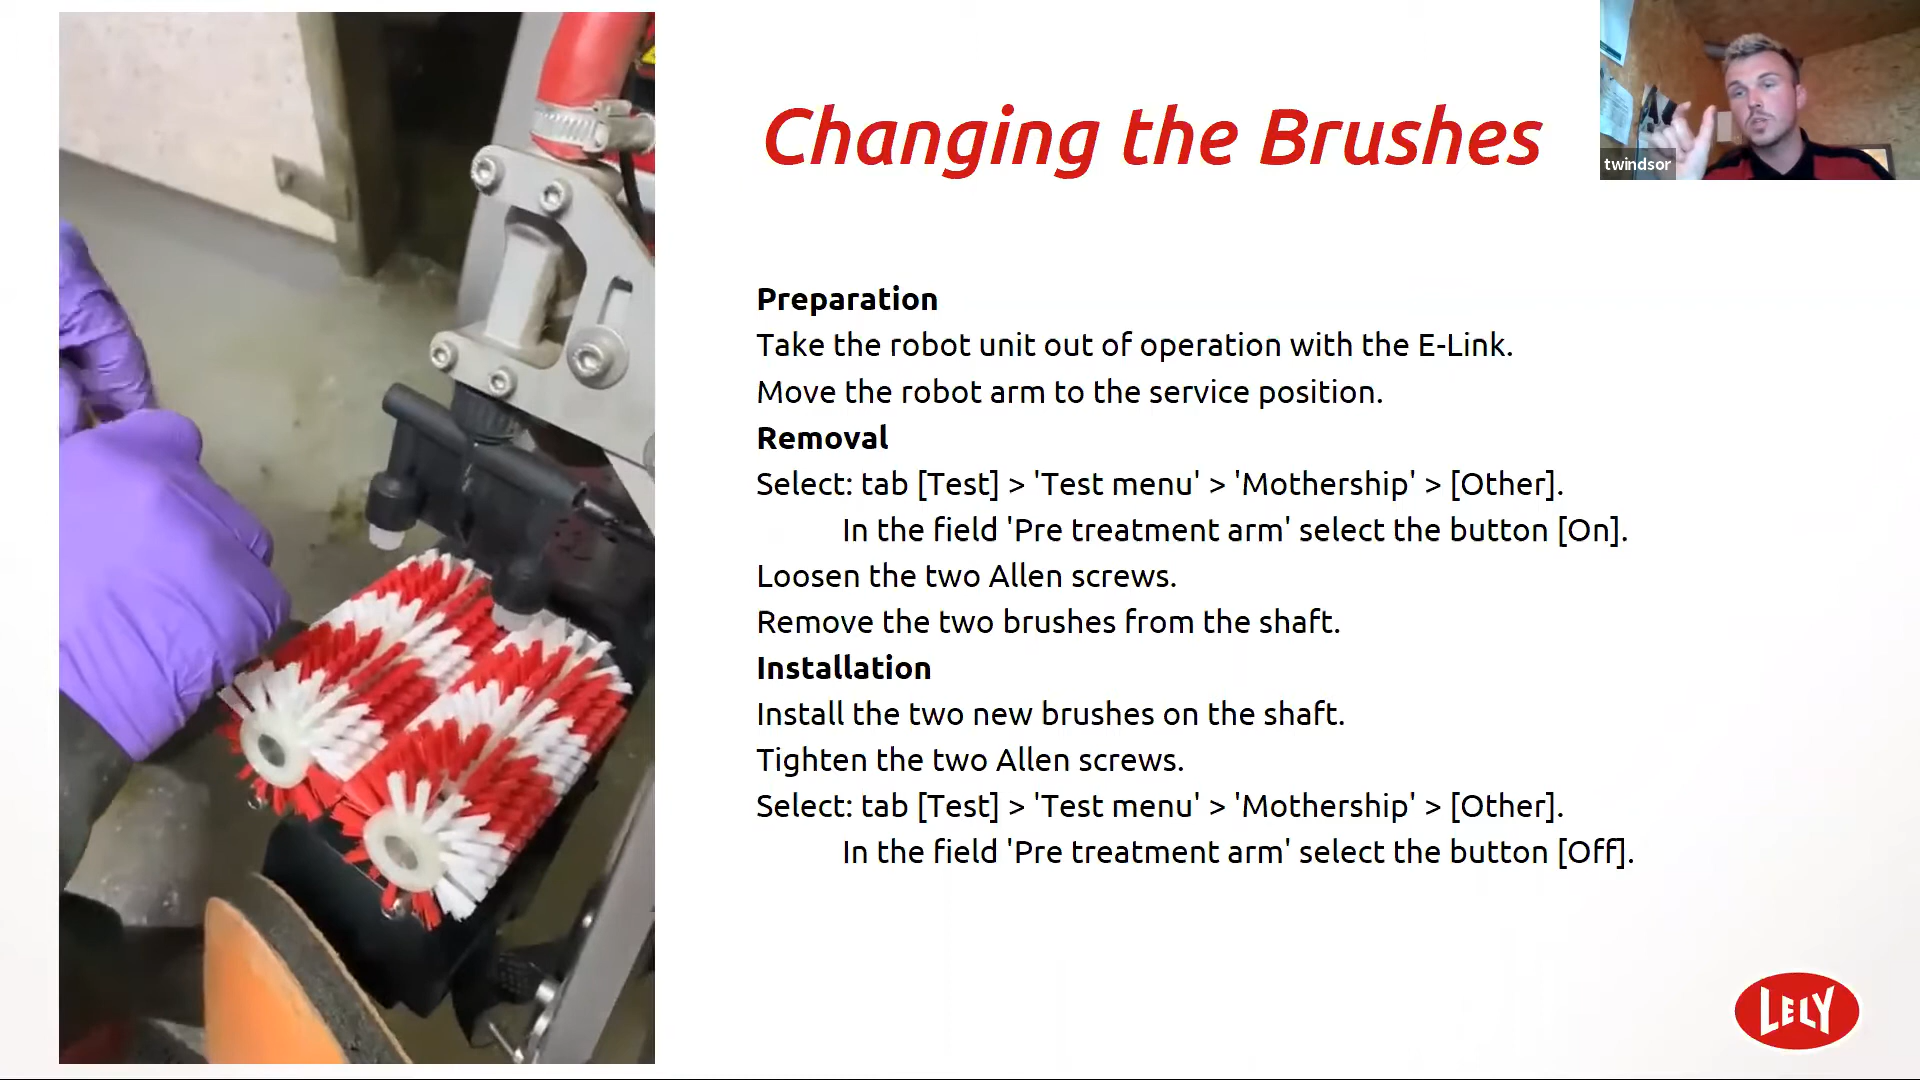 Changing the Brushes
twindsor
Preparation
Take the robot unit out of operation with the E-Link.
Move the robot arm to the service position.
Removal
Select: tab [Test] > 'Test menu' > 'Mothership' > [Other].
In the field 'Pre treatment arm' select the button [On].
Loosen the two Allen screws.
Remove the two brushes from the shaft.
Installation
Install the two new brushes on the shaft.
Tighten the two Allen screws.
Select: tab [Test] > 'Test menu' > 'Mothership' > [Other].
In the field 'Pre treatment arm' select the button [Off].
LELY